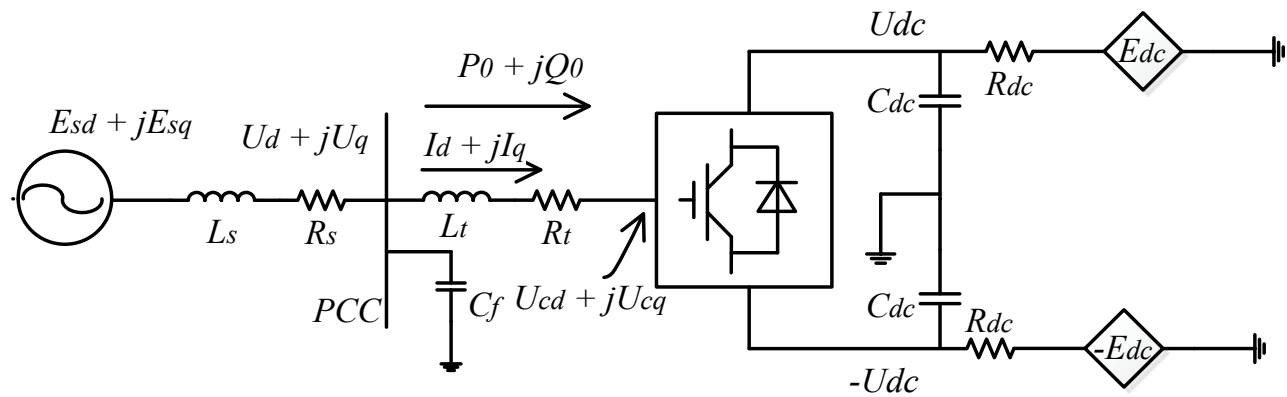 Udc
Edc
Rdc
P0 + jQ0
Cdc
Esd + jEsq
Ud + jUq
Id + jIq
Ls
Rs
Lt
Rt
PCC
Cf
Ucd + jUcq
Cdc
Rdc
-Edc
-Udc